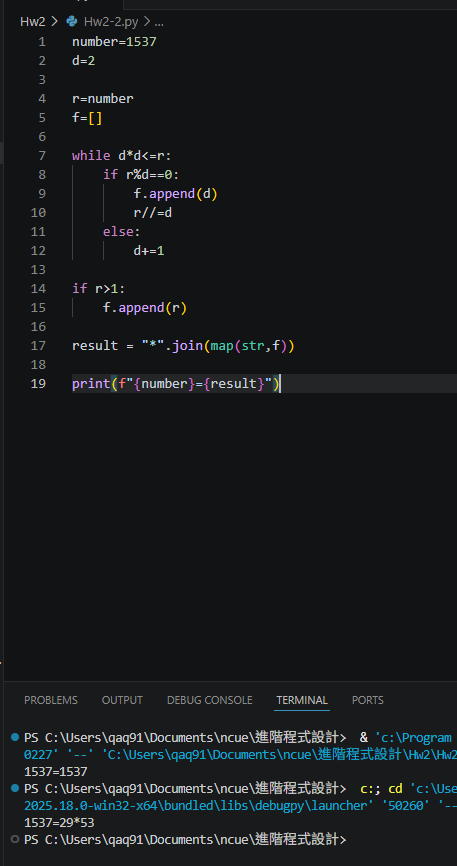 Hw2 > Hw2-2.py > ...
1 number=1537
2 d=2
3
4 r=number
5 f=[]
6
7 while d*d<=r:
8     if r%d==0:
9         f.append(d)
10         r//=d
11     else:
12         d+=1
13
14 if r>1:
15     f.append(r)
16
17 result = "*".join(map(str,f))
18
19 print(f"{number}={result}")
PROBLEMS OUTPUT DEBUG CONSOLE TERMINAL PORTS
PS C:\Users\qaq91\Documents\ncue\進階程式設計> & 'c:\Program
0227' '--' 'C:\Users\qaq91\Documents\ncue\進階程式設計\Hw2\Hw2
1537=1537
PS C:\Users\qaq91\Documents\ncue\進階程式設計> c:; cd 'c:\Use
2025.18.0-win32-x64\bundled\libs\debugpy\launcher' '50260' '--
1537=29*53
PS C:\Users\qaq91\Documents\ncue\進階程式設計>